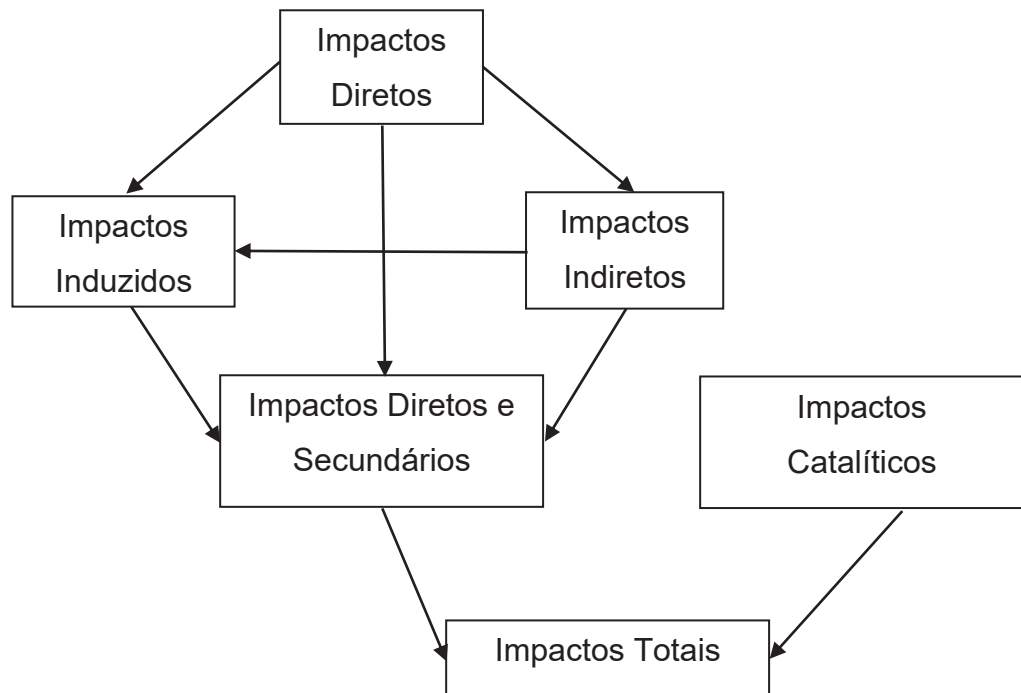 Impactos
Diretos
Impactos
Induzidos
Impactos
Indiretos
Impactos Diretos e
Secundários
Impactos
Catalíticos
Impactos Totais